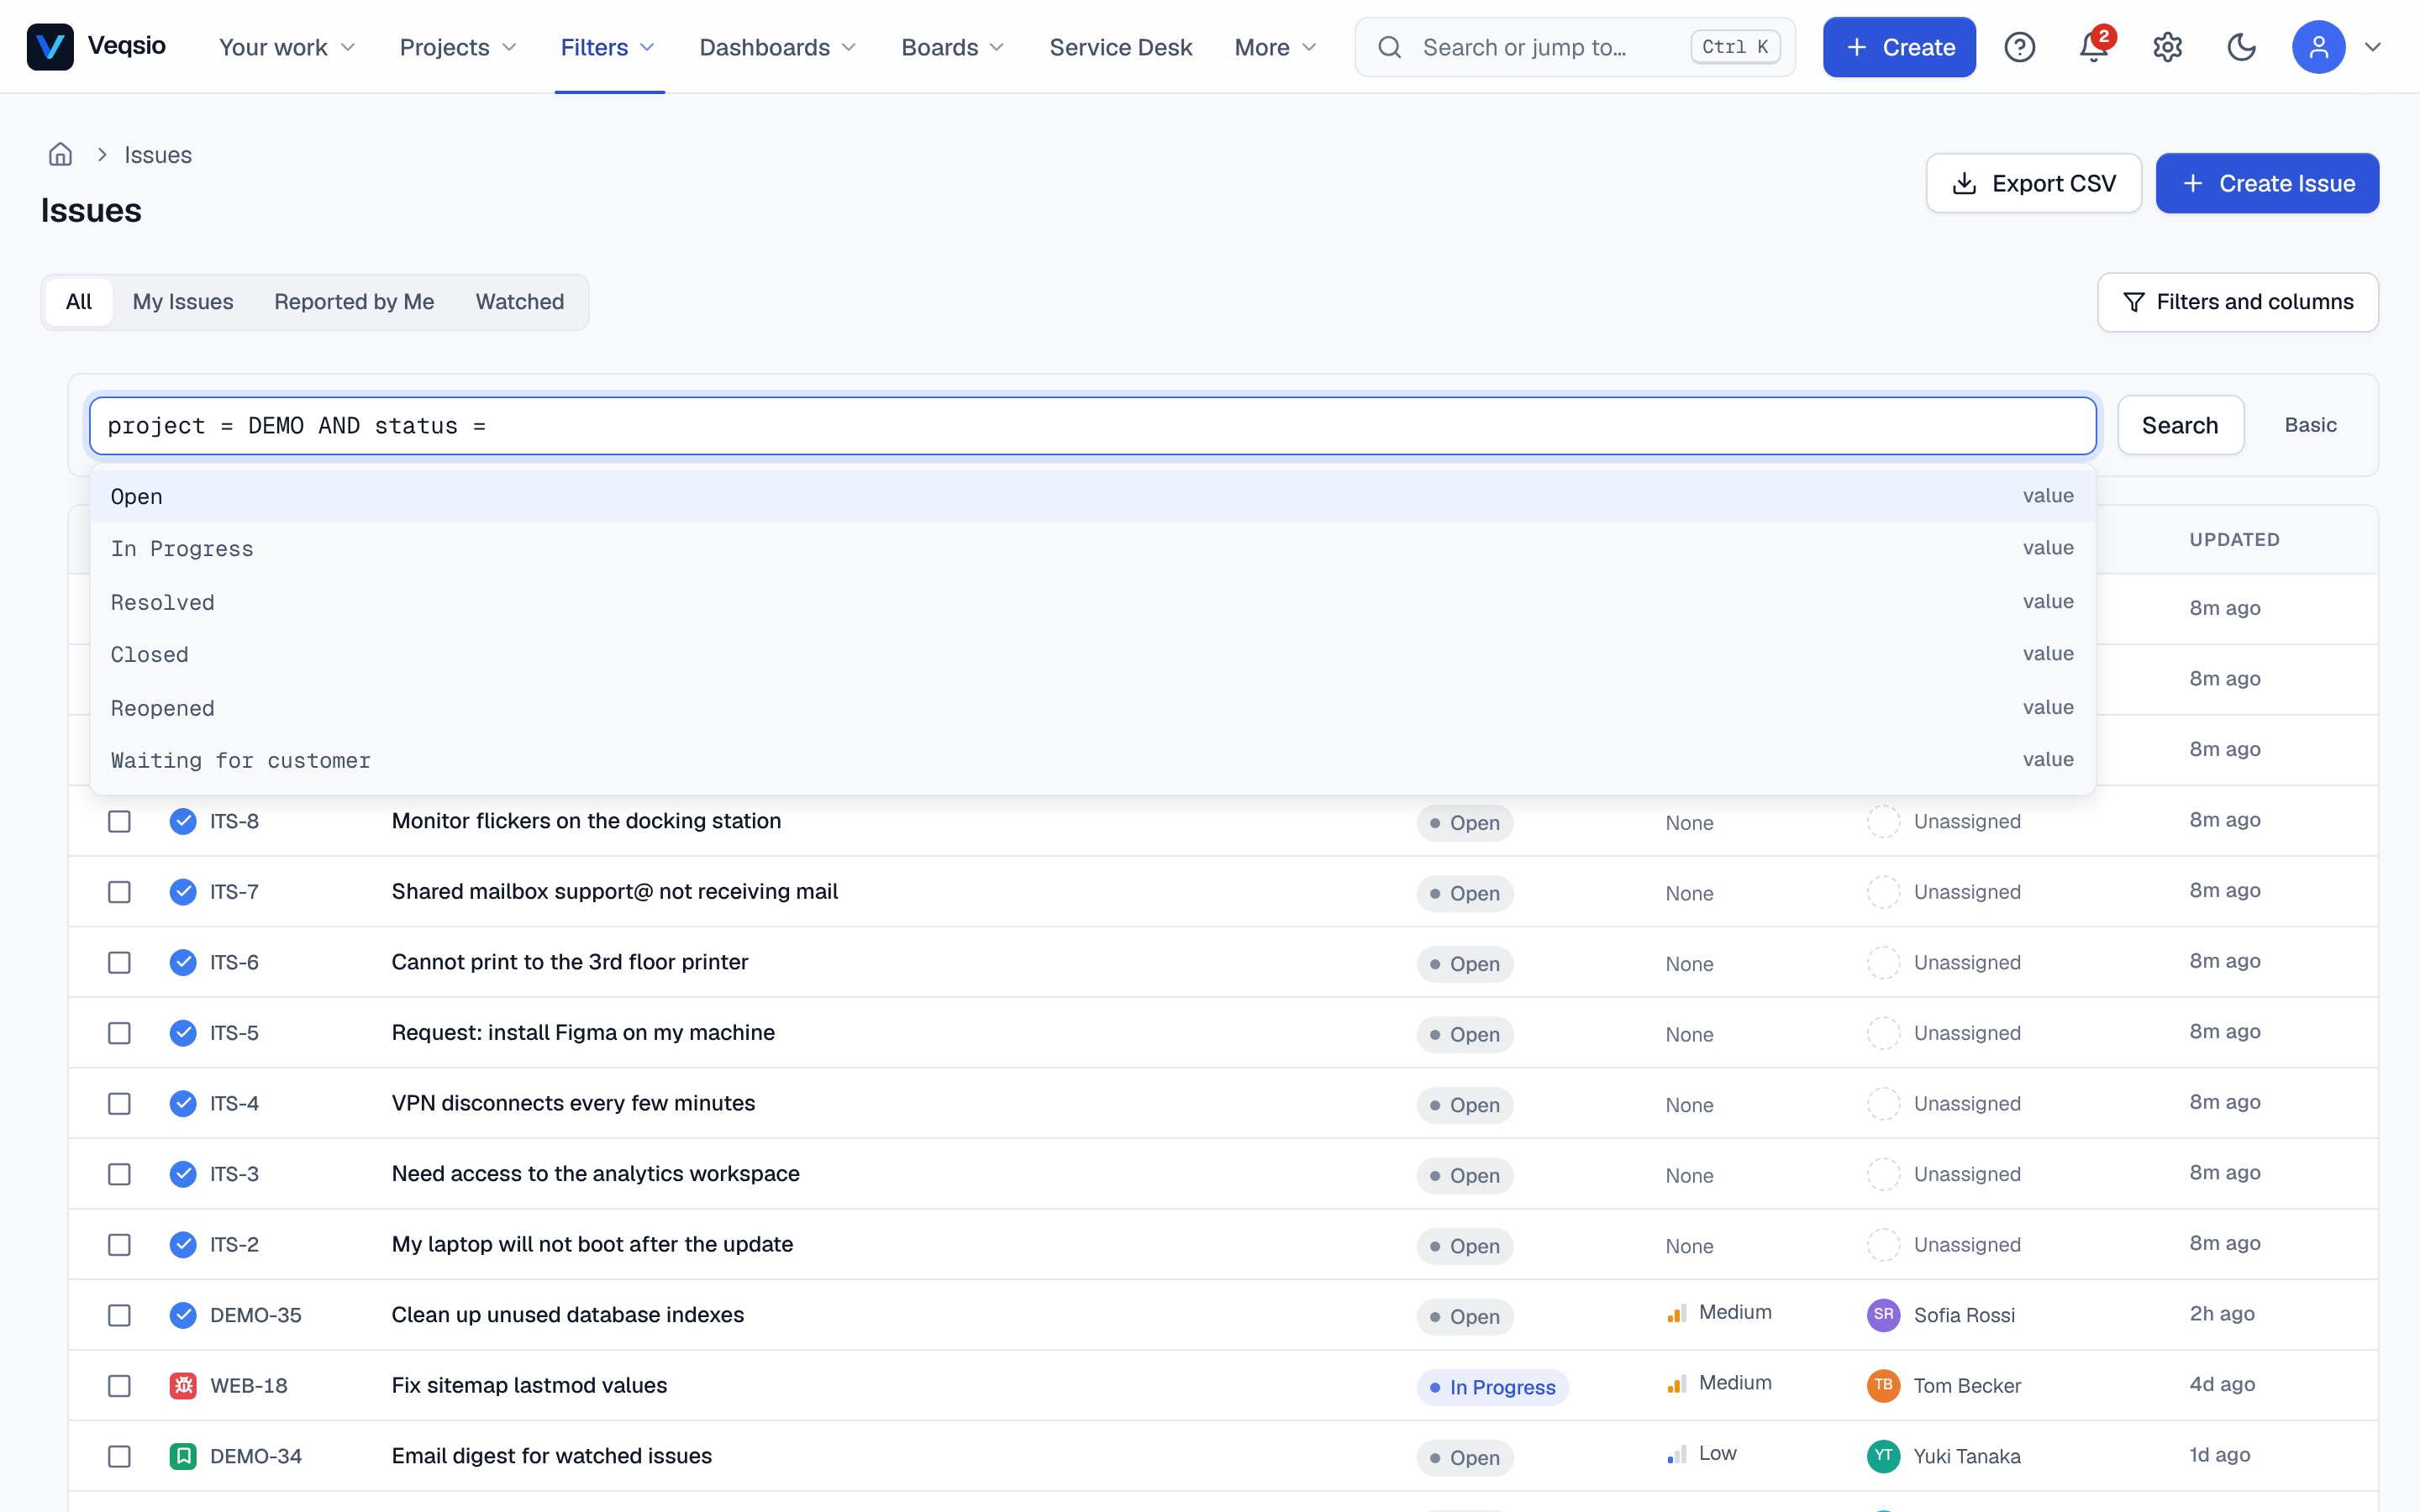 Veqsio Your work Projects Filters Dashboards Boards Service Desk More Search or jump to... Ctrl K Create 2
Issues
Issues
Export CSV Create Issue
All My Issues Reported by Me Watched Filters and columns
project = DEMO AND status = Search Basic
Open value
UPDATED
In Progress value
Resolved value 8m ago
Closed value
8m ago
Reopened value
8m ago
Waiting for customer value
ITS-8 Monitor flickers on the docking station Open None Unassigned 8m ago
ITS-7 Shared mailbox support@ not receiving mail Open None Unassigned 8m ago
ITS-6 Cannot print to the 3rd floor printer Open None Unassigned 8m ago
ITS-5 Request: install Figma on my machine Open None Unassigned 8m ago
ITS-4 VPN disconnects every few minutes Open None Unassigned 8m ago
ITS-3 Need access to the analytics workspace Open None Unassigned 8m ago
ITS-2 My laptop will not boot after the update Open None Unassigned 8m ago
DEMO-35 Clean up unused database indexes Open Medium SR Sofia Rossi 2h ago
WEB-18 Fix sitemap lastmod values In Progress Medium TB Tom Becker 4d ago
DEMO-34 Email digest for watched issues Open Low YT Yuki Tanaka 1d ago